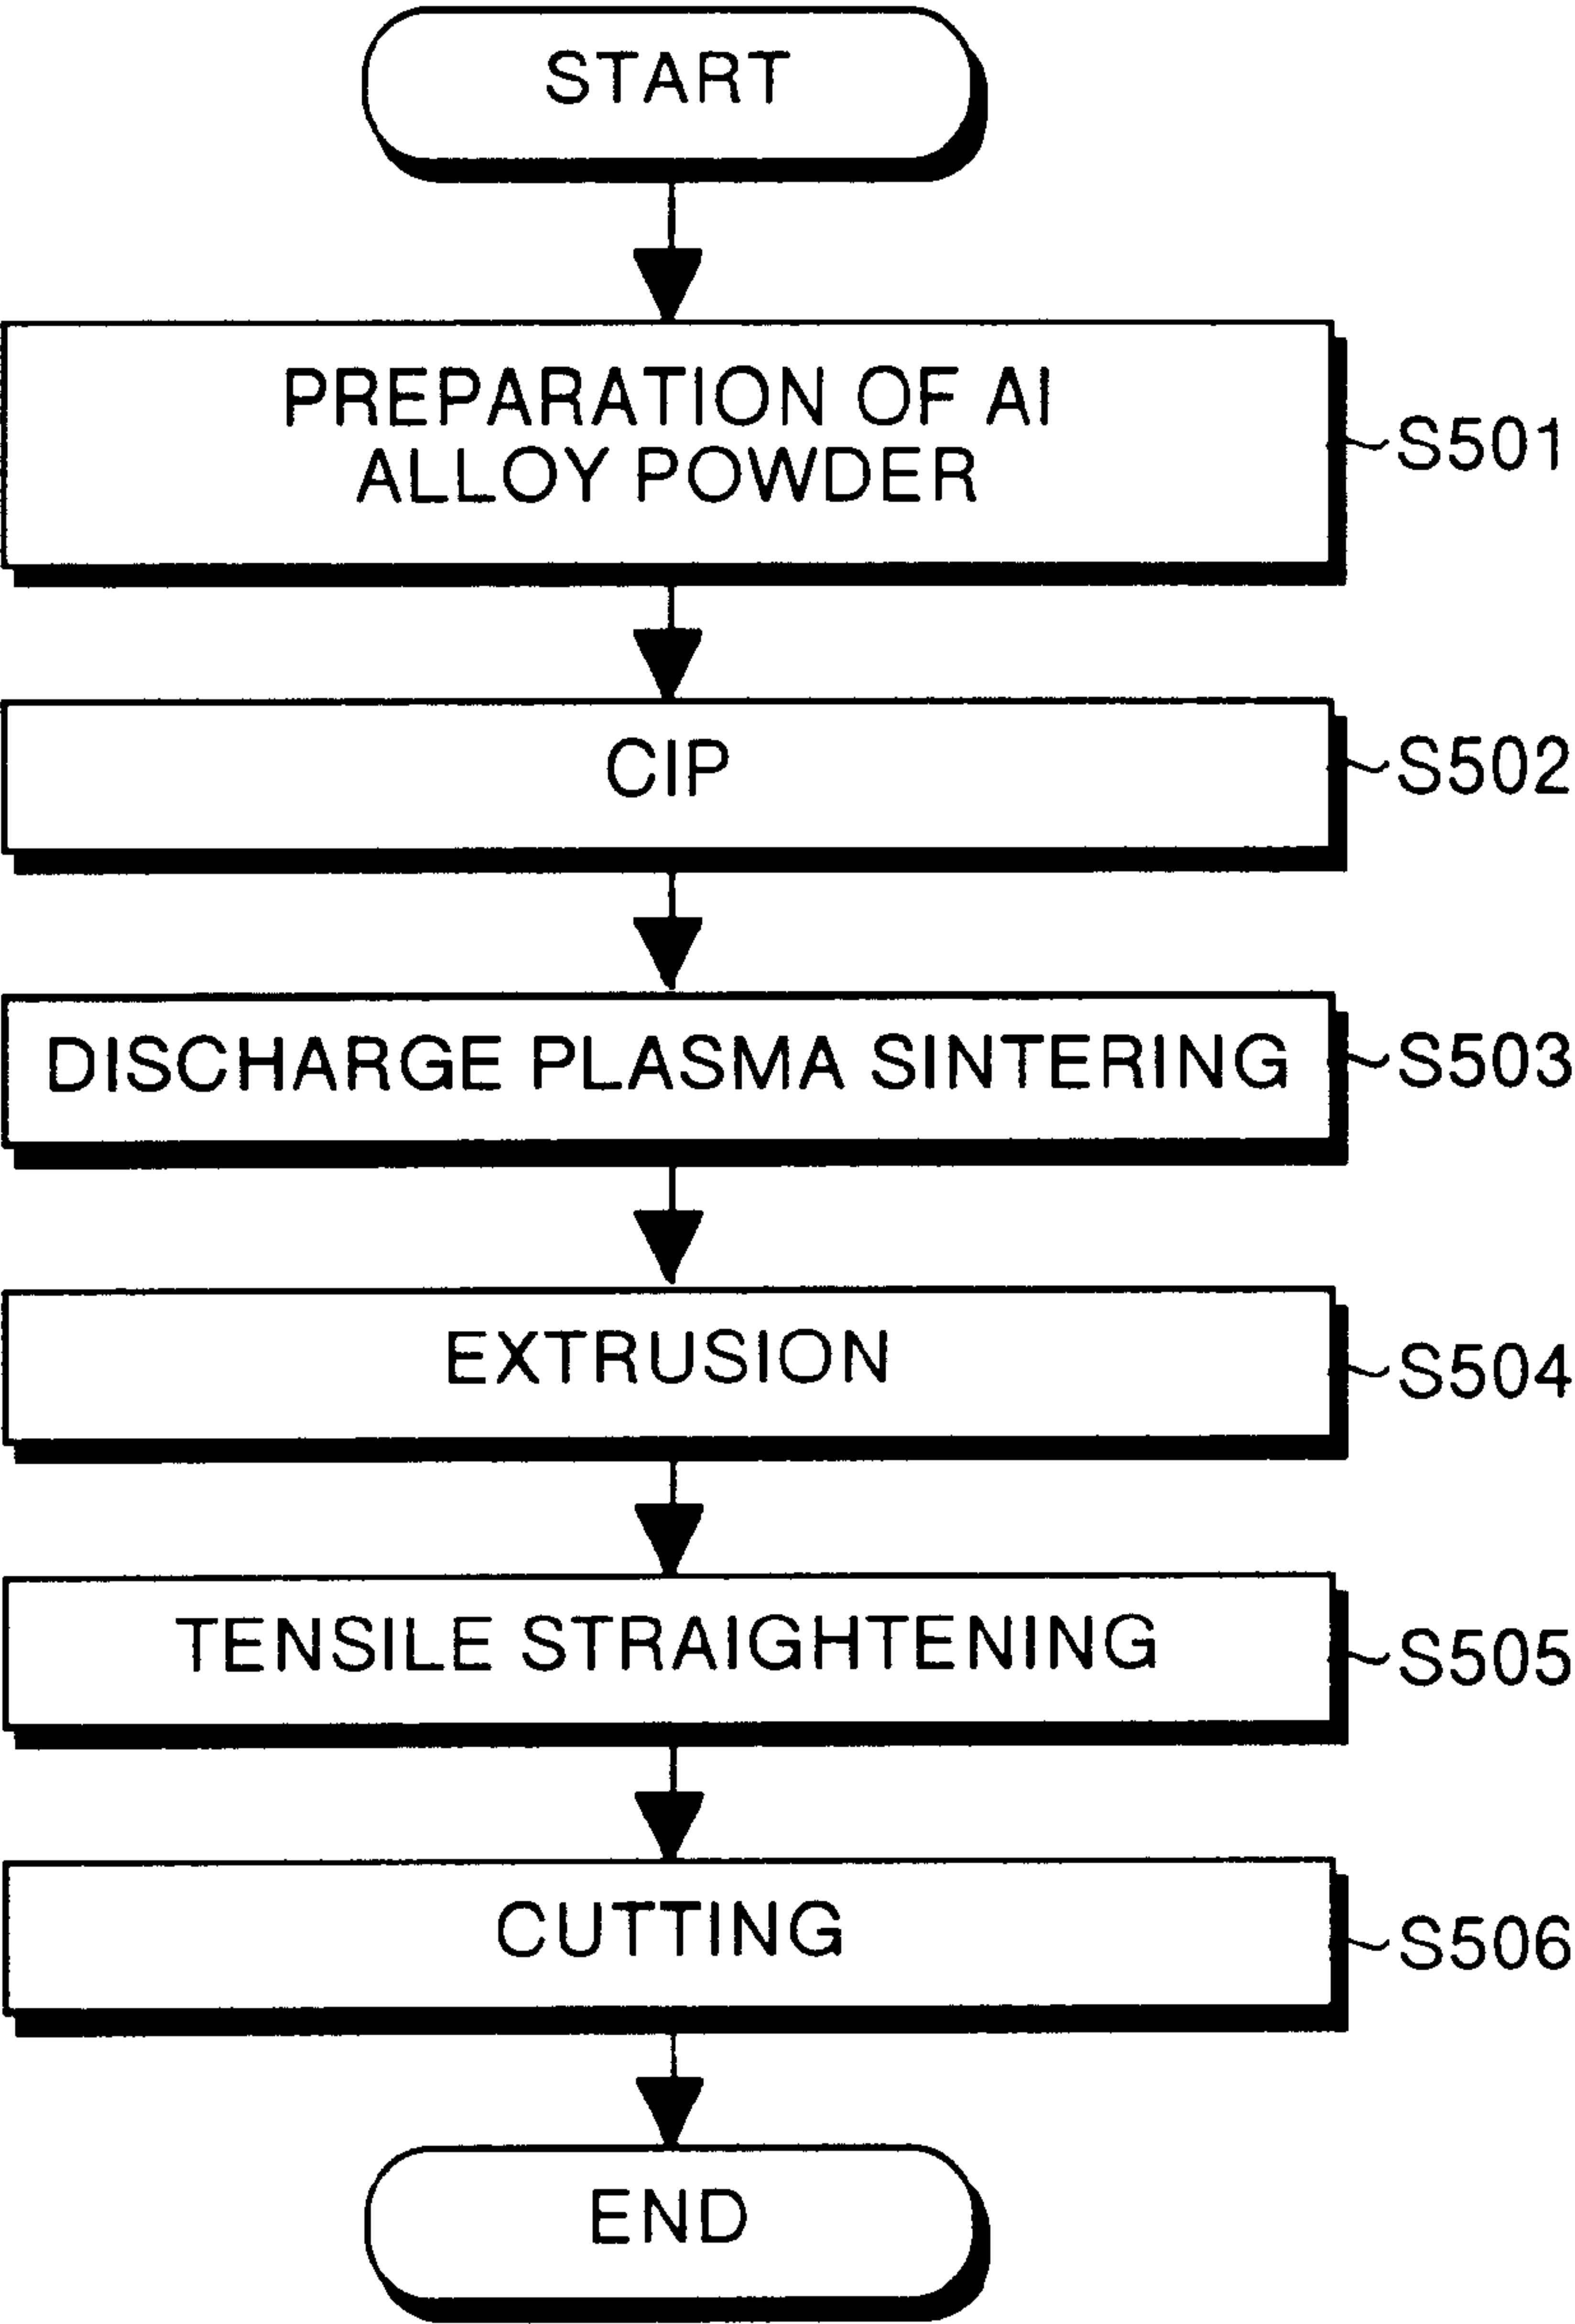 START
PREPARATION OF Al
ALLOY POWDER
S501
CIP
S502
DISCHARGE PLASMA SINTERING
S503
EXTRUSION
S504
TENSILE STRAIGHTENING
S505
CUTTING
S506
END